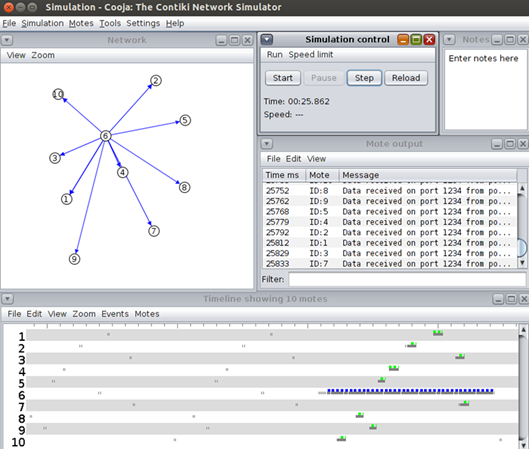 Simulation - Cooja: The Contiki Network Simulator
File Simulation Motes Tools Settings Help
Network
View Zoom
10
2
5
6
3
4
8
1
7
9
Simulation control
Run Speed limit
Start Pause Step Reload
Time: 00:25.862
Speed: ---
Notes
Enter notes here
Mote output
File Edit View
Time ms Mote Message
25752 ID:8 Data received on port 1234 from po...
25762 ID:9 Data received on port 1234 from po...
25768 ID:5 Data received on port 1234 from po...
25779 ID:4 Data received on port 1234 from po...
25792 ID:2 Data received on port 1234 from po...
25812 ID:1 Data received on port 1234 from po...
25829 ID:3 Data received on port 1234 from po...
25833 ID:7 Data received on port 1234 from po...
Filter:
Timeline showing 10 motes
File Edit View Zoom Events Motes
1
2
3
4
5
6
7
8
9
10